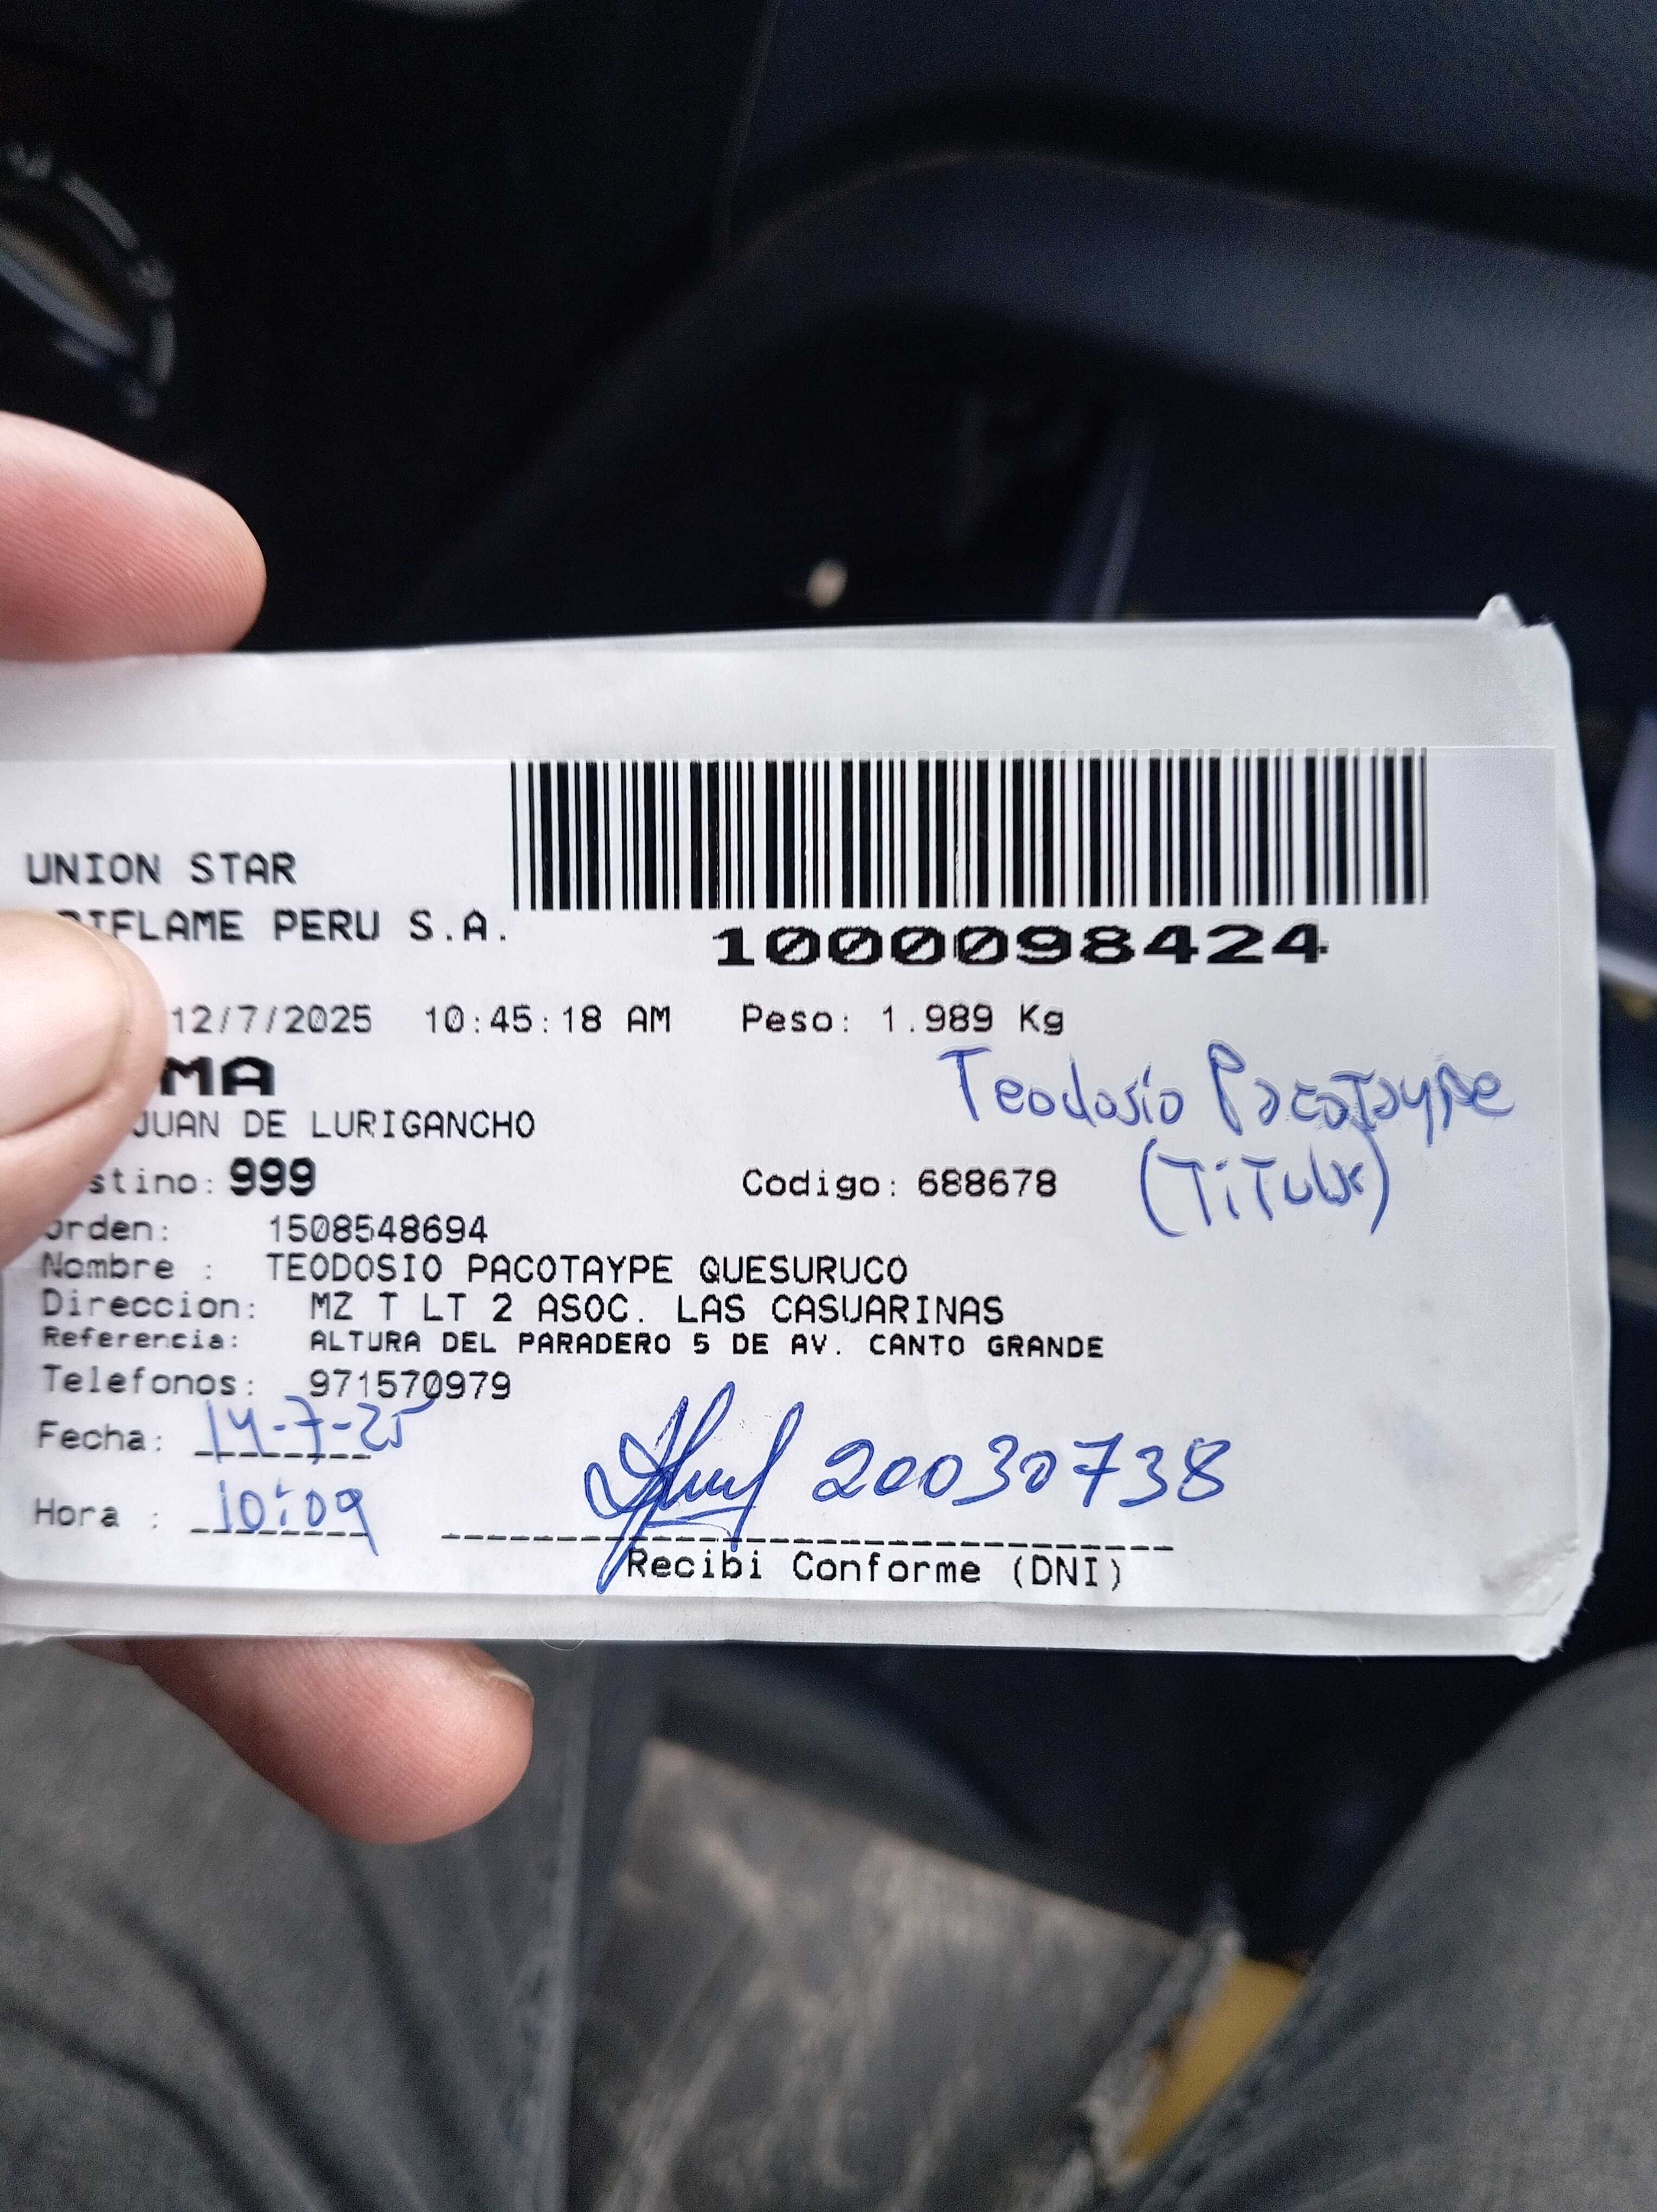 UNION STAR
RIFLAME PERU S.A.
1000098424
12/7/2025 10:45:18 AM Peso: 1.989 Kg
MA
Teodosio Pacotaype
JUAN DE LURIGANCHO
(Titular)
stino: 999 Codigo: 688678
Orden: 1508548694
Nombre : TEODOSIO PACOTAYPE QUESURUCO
Direccion: MZ T LT 2 ASOC. LAS CASUARINAS
Referencia: ALTURA DEL PARADERO 5 DE AV. CANTO GRANDE
Telefonos: 971570979
Fecha: 14-7-25
20030738
Hora : 10:09
Recibi Conforme (DNI)